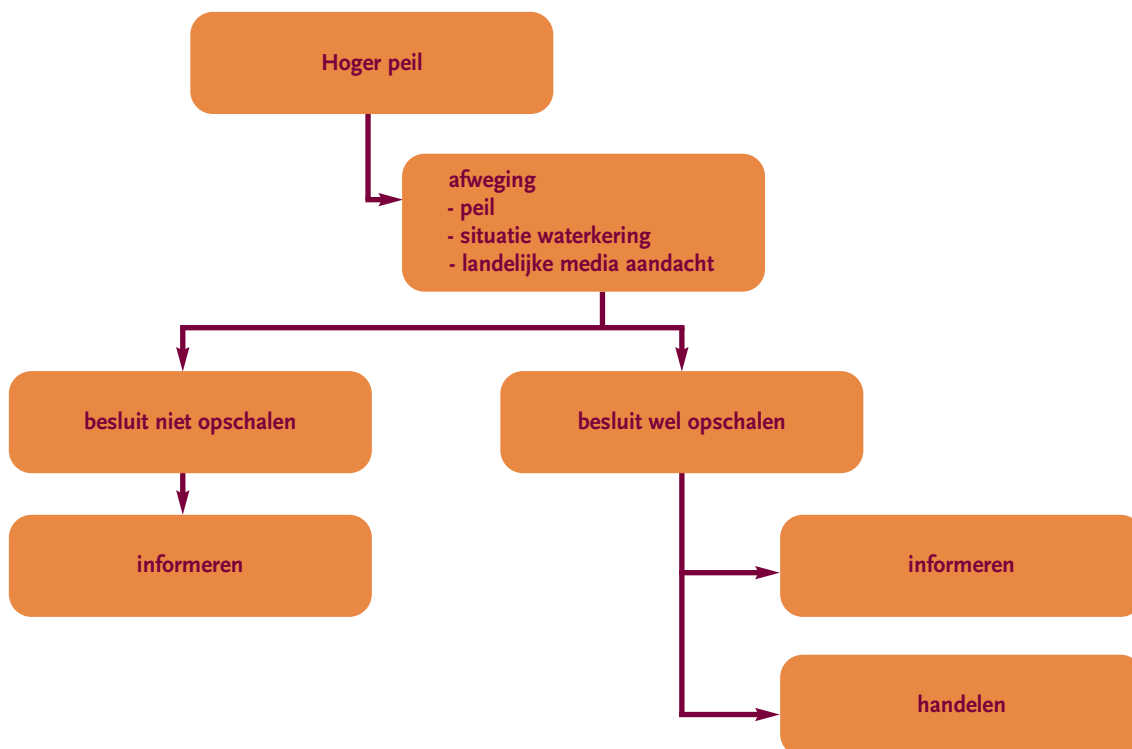 Hoger peil
afweging
- peil
- situatie waterkering
- landelijke media aandacht
besluit niet opschalen
besluit wel opschalen
informeren
informeren
handelen